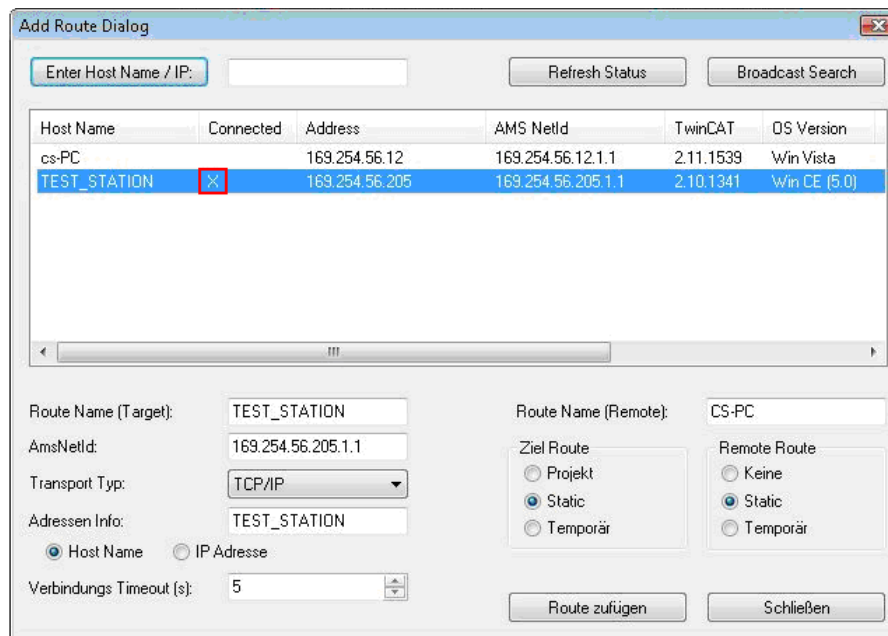 Add Route Dialog
Enter Host Name / IP: Refresh Status Broadcast Search
Host Name Connected Address AMS NetId TwinCAT OS Version
cs-PC 169.254.56.12 169.254.56.12.1.1 2.11.1539 Win Vista
TEST_STATION X 169.254.56.205 169.254.56.205.1.1 2.10.1341 Win CE (5.0)
Route Name (Target): TEST_STATION Route Name (Remote): CS-PC
AmsNetId: 169.254.56.205.1.1 Ziel Route Remote Route
Projekt Keine
Transport Typ: TCP/IP
Static Static
Adressen Info: TEST_STATION
Temporär Temporär
Host Name IP Adresse
Verbindungs Timeout (s): 5
Route zufügen Schließen